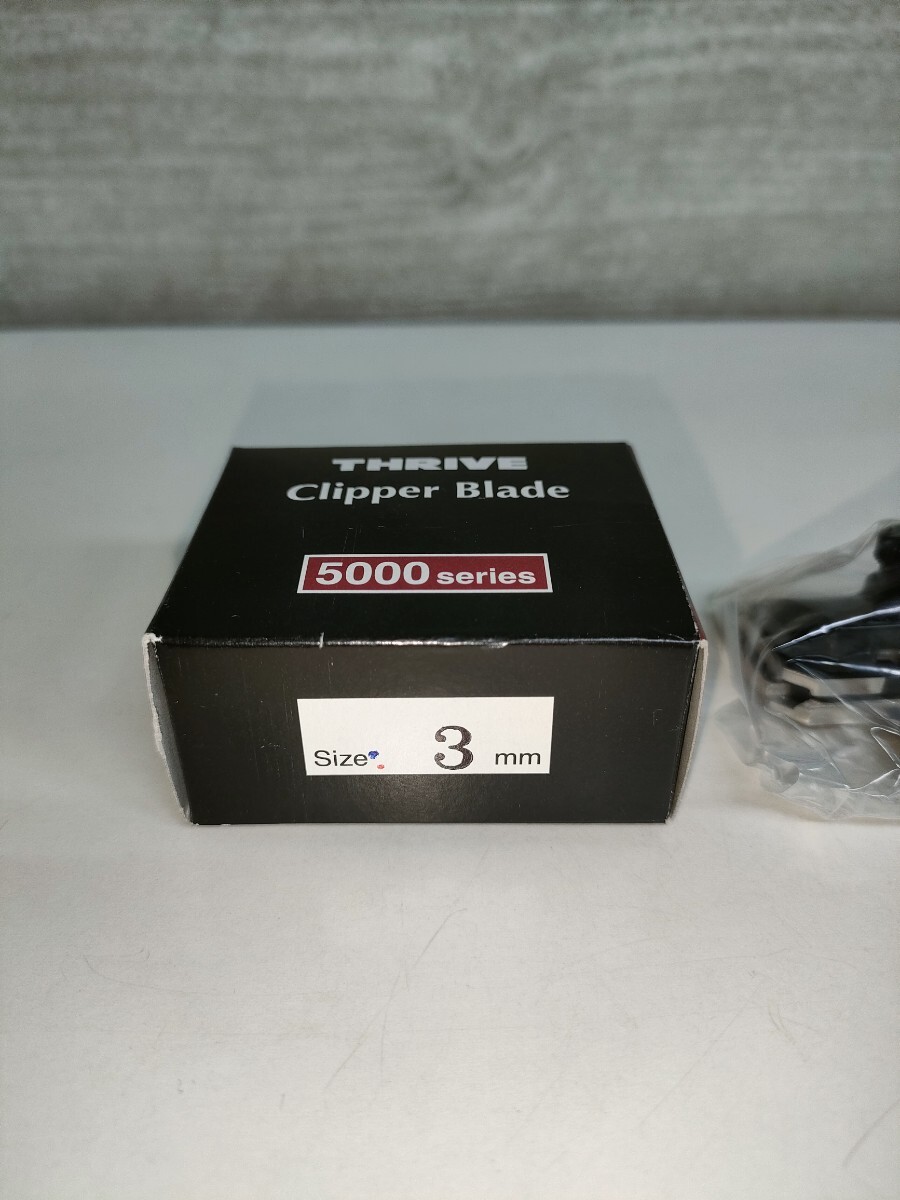 THRIVE
Clipper Blade
5000 series
Size: 3 mm